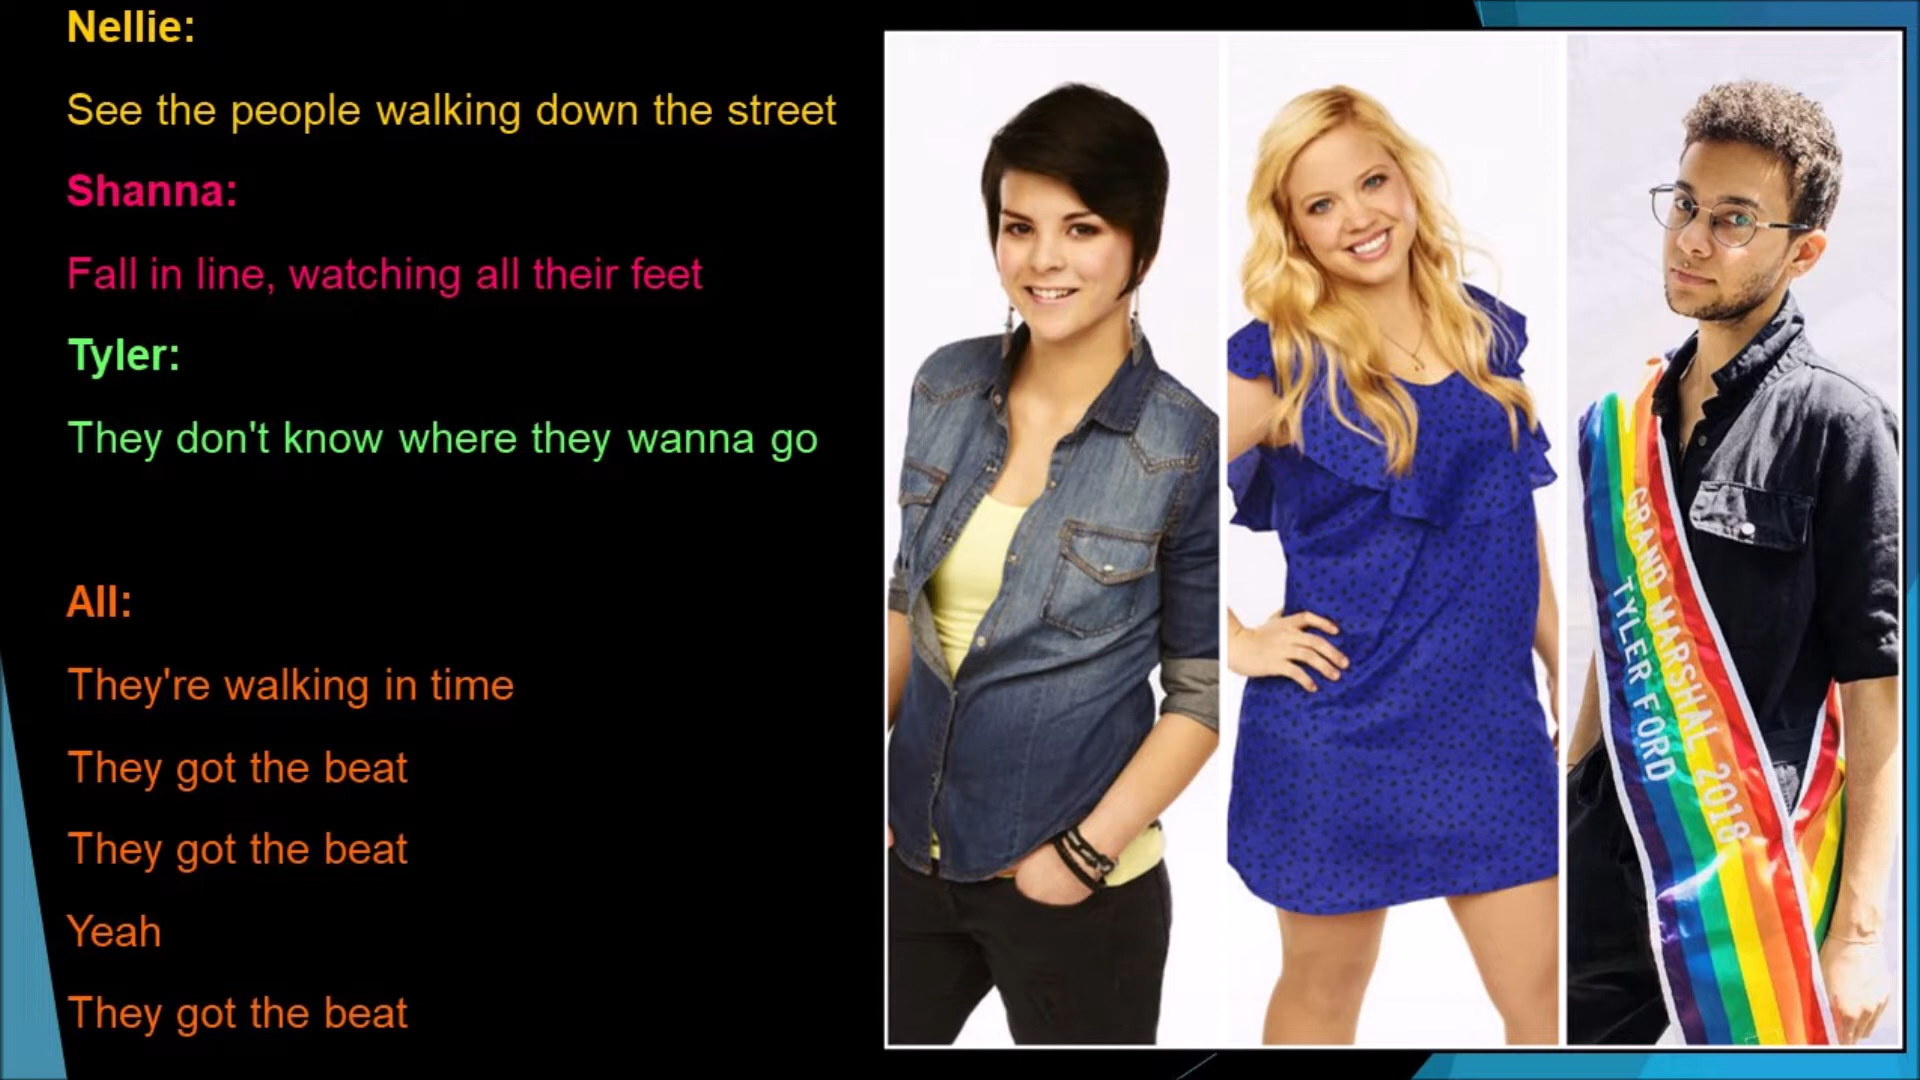 Nellie:
See the people walking down the street
Shanna:
Fall in line, watching all their feet
Tyler:
They don't know where they wanna go
All:
They're walking in time
They got the beat
They got the beat
Yeah
They got the beat
GRAND MARSHAL 2018
TYLER FORD